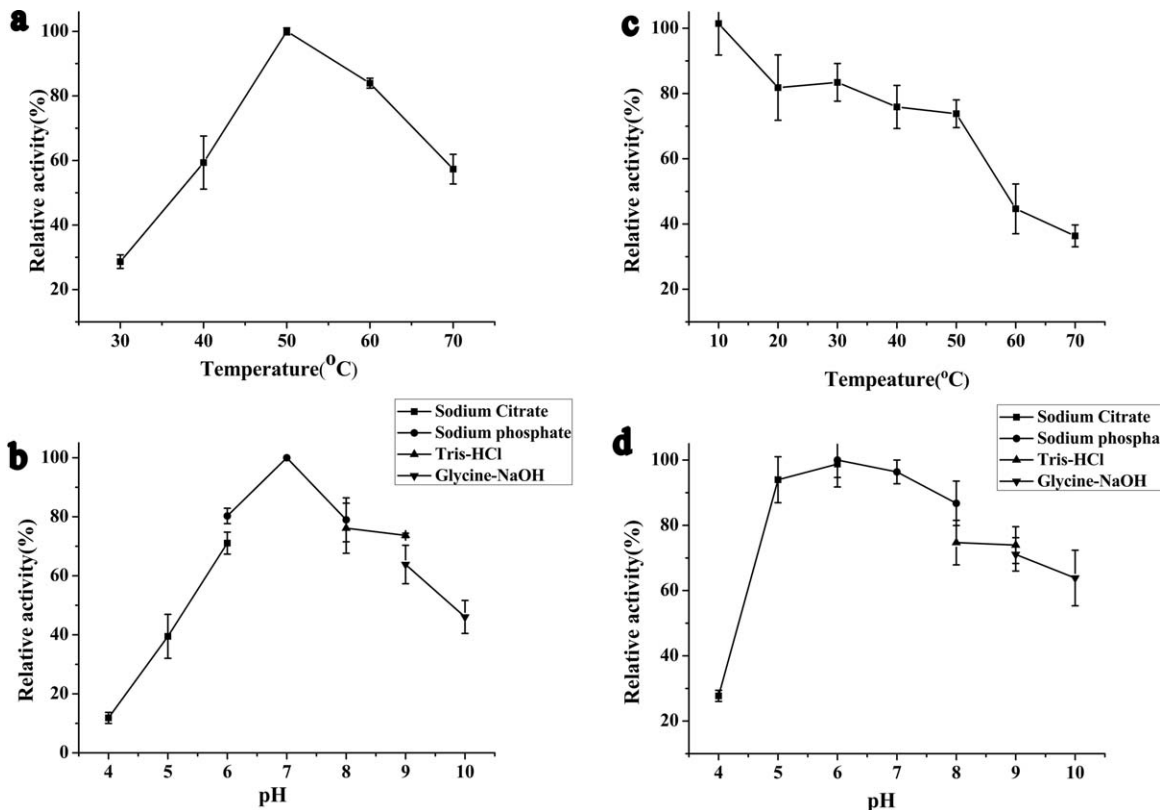 a
Relative activity(%)
100
80
60
40
20
30 40 50 60 70
Temperature(°C)
c
Relative activity(%)
100
80
60
40
20
10 20 30 40 50 60 70
Tempeature(°C)
b
Sodium Citrate
Sodium phosphate
Tris-HCl
Glycine-NaOH
Relative activity(%)
100
80
60
40
20
0
4 5 6 7 8 9 10
pH
d
Sodium Citrate
Sodium phospha
Tris-HCl
Glycine-NaOH
Relative activity(%)
100
80
60
40
20
4 5 6 7 8 9 10
pH